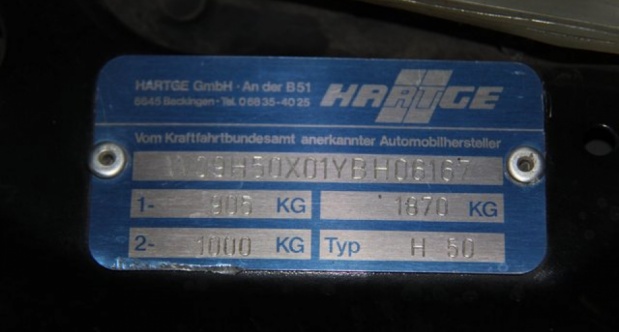 HARTGE GmbH · An der B51
6645 Beckingen · Tel. 06835-4025
HARTGE
Vom Kraftfahrtbundesamt anerkannter Automobilhersteller
W09H50X01YBH06167
1- 905 KG 1870 KG
2- 1000 KG Typ H 50